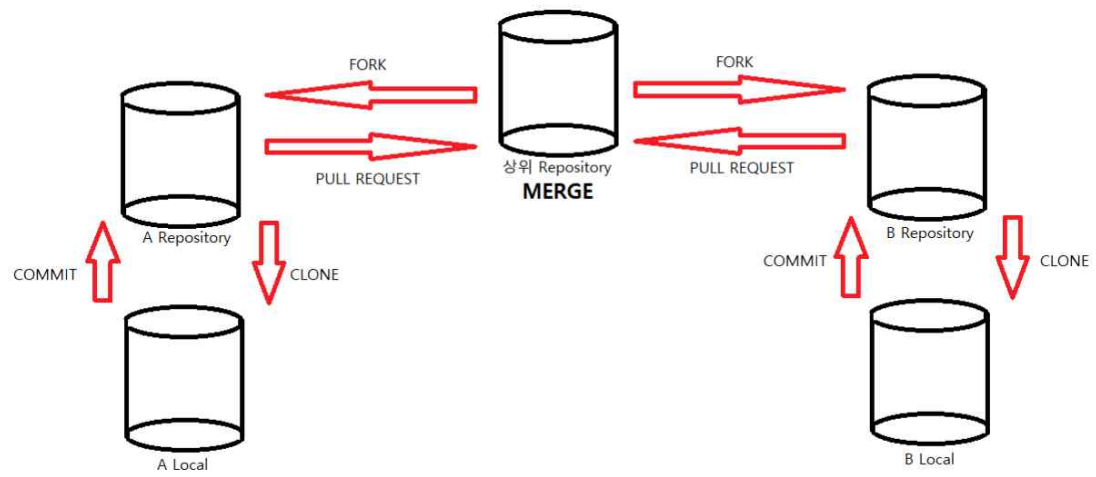 FORK
FORK
PULL REQUEST
상위 Repository
MERGE
PULL REQUEST
A Repository
B Repository
COMMIT
CLONE
COMMIT
CLONE
A Local
B Local